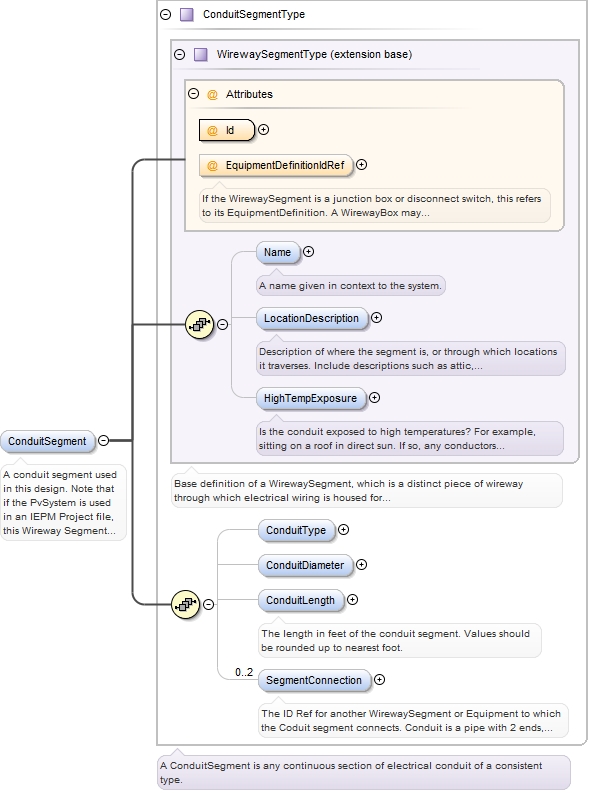 ConduitSegmentType
WirewaySegmentType (extension base)
@ Attributes
@ Id
@ EquipmentDefinitionIdRef
If the WirewaySegment is a junction box or disconnect switch, this refers
to its EquipmentDefinition. A WirewayBox may...
Name
A name given in context to the system.
LocationDescription
Description of where the segment is, or through which locations
it traverses. Include descriptions such as attic,...
HighTempExposure
Is the conduit exposed to high temperatures? For example,
sitting on a roof in direct sun. If so, any conductors...
ConduitSegment
A conduit segment used
in this design. Note that
if the PvSystem is used
in an IEPM Project file,
this Wireway Segment...
Base definition of a WirewaySegment, which is a distinct piece of wireway
through which electrical wiring is housed for...
ConduitType
ConduitDiameter
ConduitLength
The length in feet of the conduit segment. Values should
be rounded up to nearest foot.
0..2
SegmentConnection
The ID Ref for another WirewaySegment or Equipment to which
the Coduit segment connects. Conduit is a pipe with 2 ends,...
A ConduitSegment is any continuous section of electrical conduit of a consistent
type.